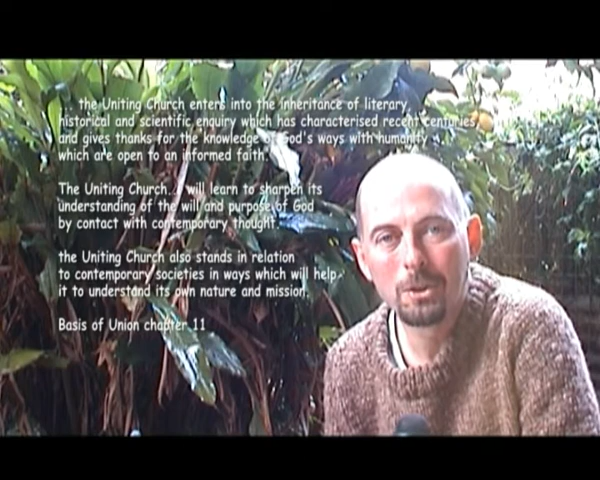 ... the Uniting Church enters into the inheritance of literary,
historical and scientific enquiry which has characterised recent centuries,
and gives thanks for the knowledge of God's ways with humanity
which are open to an informed faith.
The Uniting Church... will learn to sharpen its
understanding of the will and purpose of God
by contact with contemporary thought.
the Uniting Church also stands in relation
to contemporary societies in ways which will help
it to understand its own nature and mission.
Basis of Union chapter 11